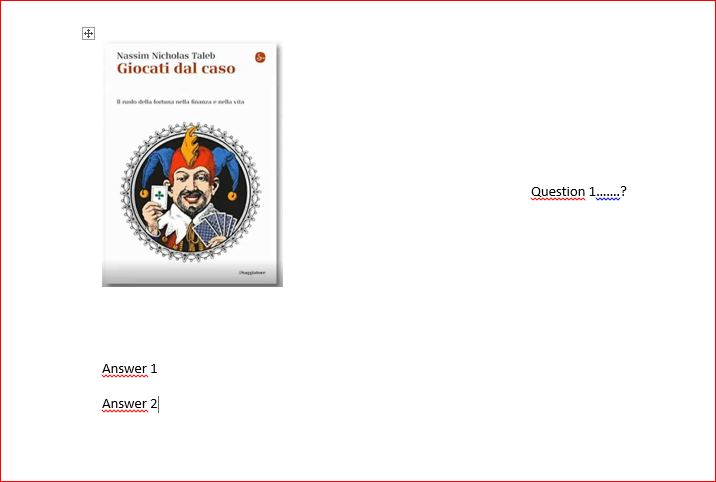 Nassim Nicholas Taleb
Giocati dal caso
Il ruolo della fortuna nella finanza e nella vita
ilSaggiatore
Question 1.......?
Answer 1
Answer 2